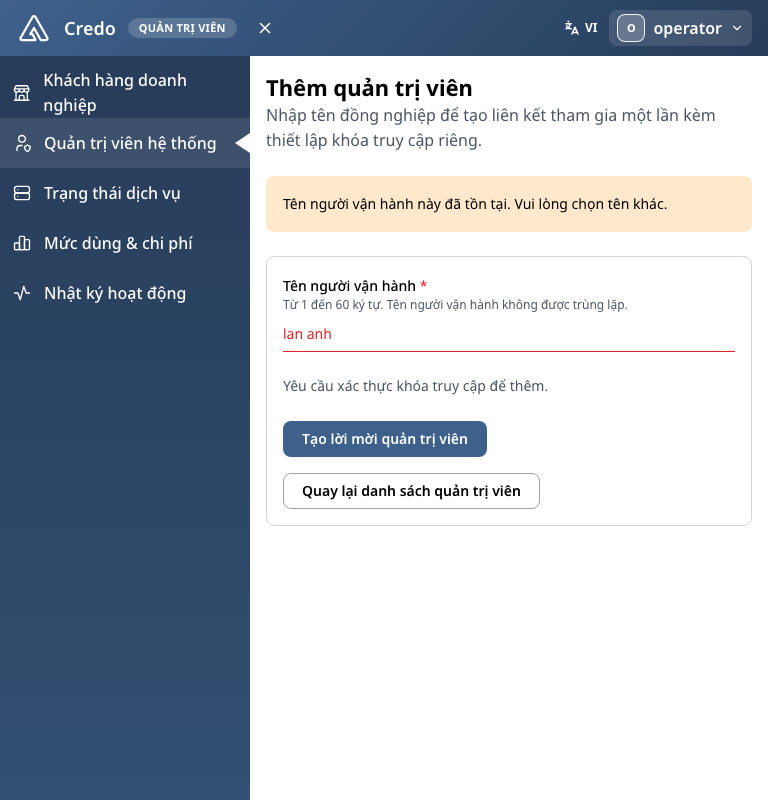 Credo
QUẢN TRỊ VIÊN
VI
O
operator
Khách hàng doanh
nghiệp
Quản trị viên hệ thống
Trạng thái dịch vụ
Mức dùng & chi phí
Nhật ký hoạt động
Thêm quản trị viên
Nhập tên đồng nghiệp để tạo liên kết tham gia một lần kèm
thiết lập khóa truy cập riêng.
Tên người vận hành này đã tồn tại. Vui lòng chọn tên khác.
Tên người vận hành *
Từ 1 đến 60 ký tự. Tên người vận hành không được trùng lặp.
lan anh
Yêu cầu xác thực khóa truy cập để thêm.
Tạo lời mời quản trị viên
Quay lại danh sách quản trị viên